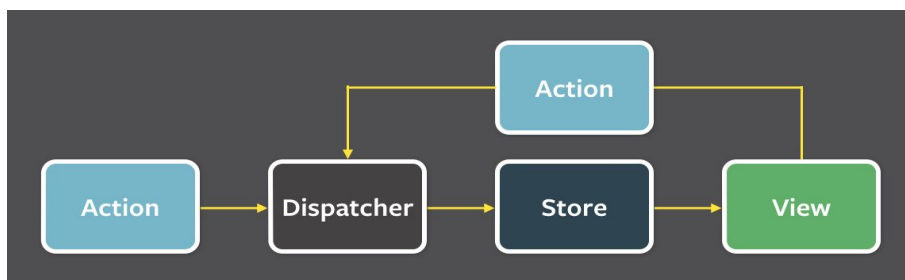 Action
Action
Dispatcher
Store
View